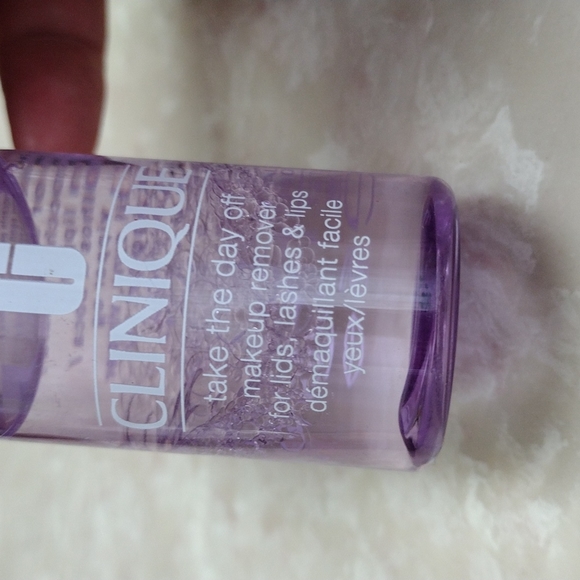 CLINIQUE
take the day off
makeup remover
for lids, lashes & lips
démaquillant facile
yeux/lèvres